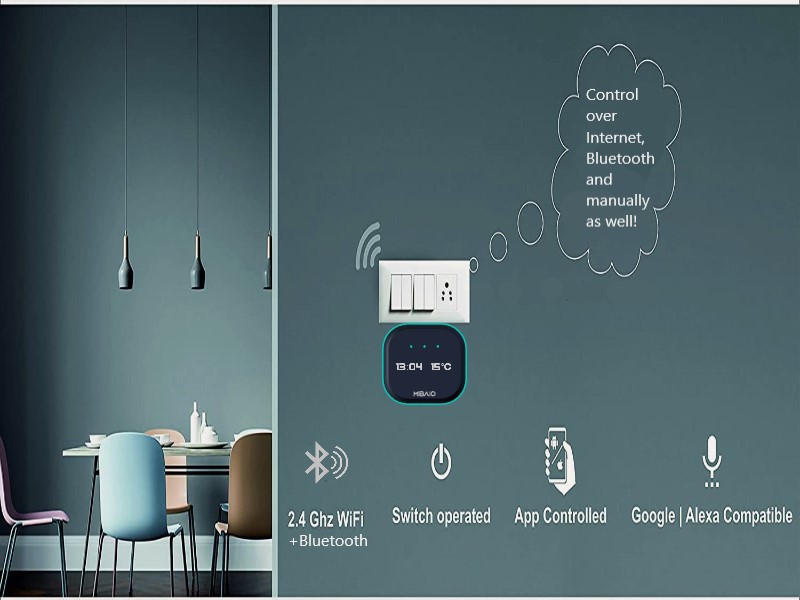 Control
over
Internet,
Bluetooth
and
manually
as well!
13:04 15°C
MIBAIO
2.4 Ghz WiFi
+Bluetooth
Switch operated
App Controlled
Google | Alexa Compatible